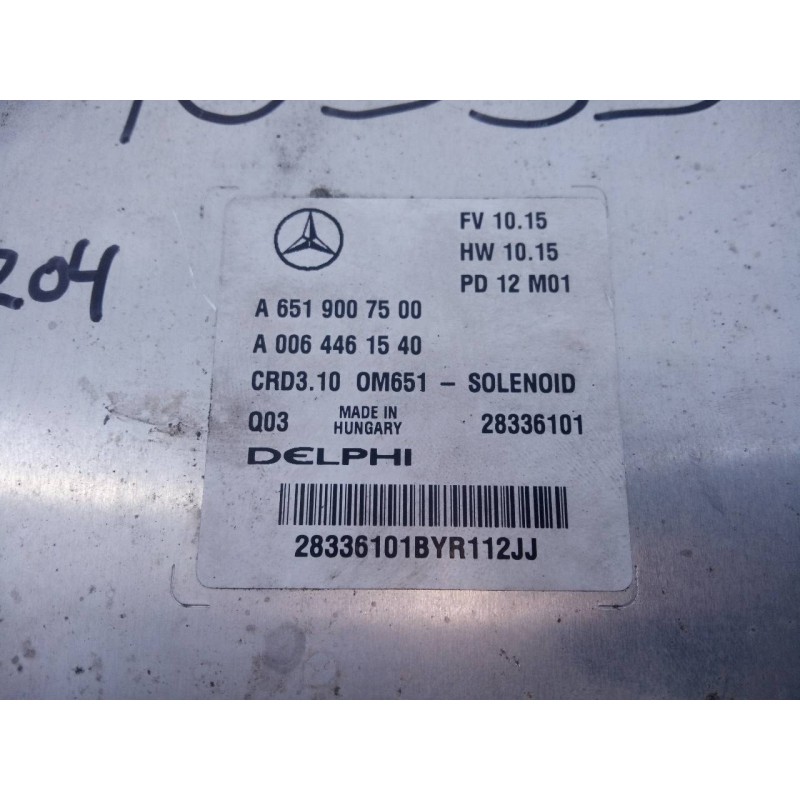 204
FV 10.15
HW 10.15
PD 12 M01
A 651 900 75 00
A 006 446 15 40
CRD3.10 OM651 – SOLENOID
Q03 MADE IN HUNGARY 28336101
DELPHI
28336101BYR112JJ